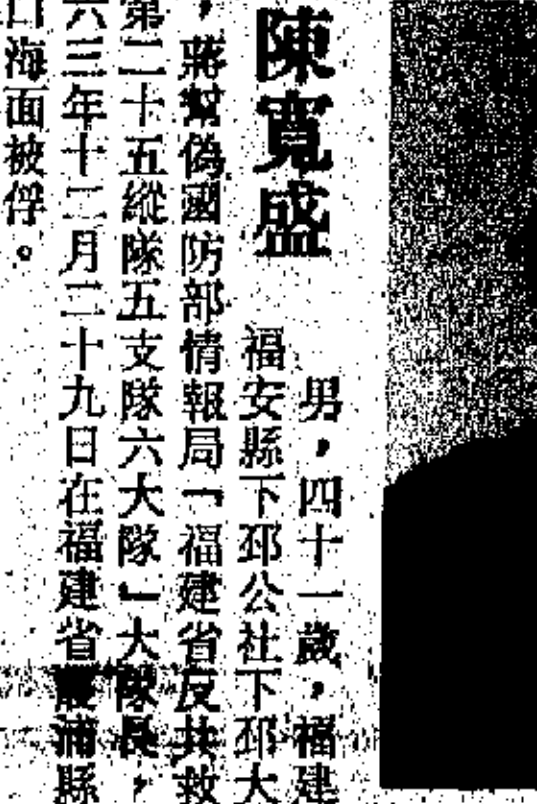 陳寬盛
男，四十一歲，福建
福安縣下邳公社下邳大
，蔣幫偽國防部情報局「福建省反共救
第二十五縱隊五支隊六大隊」大隊長，
六三年十二月二十九日在福建省霞浦縣
口海面被俘。